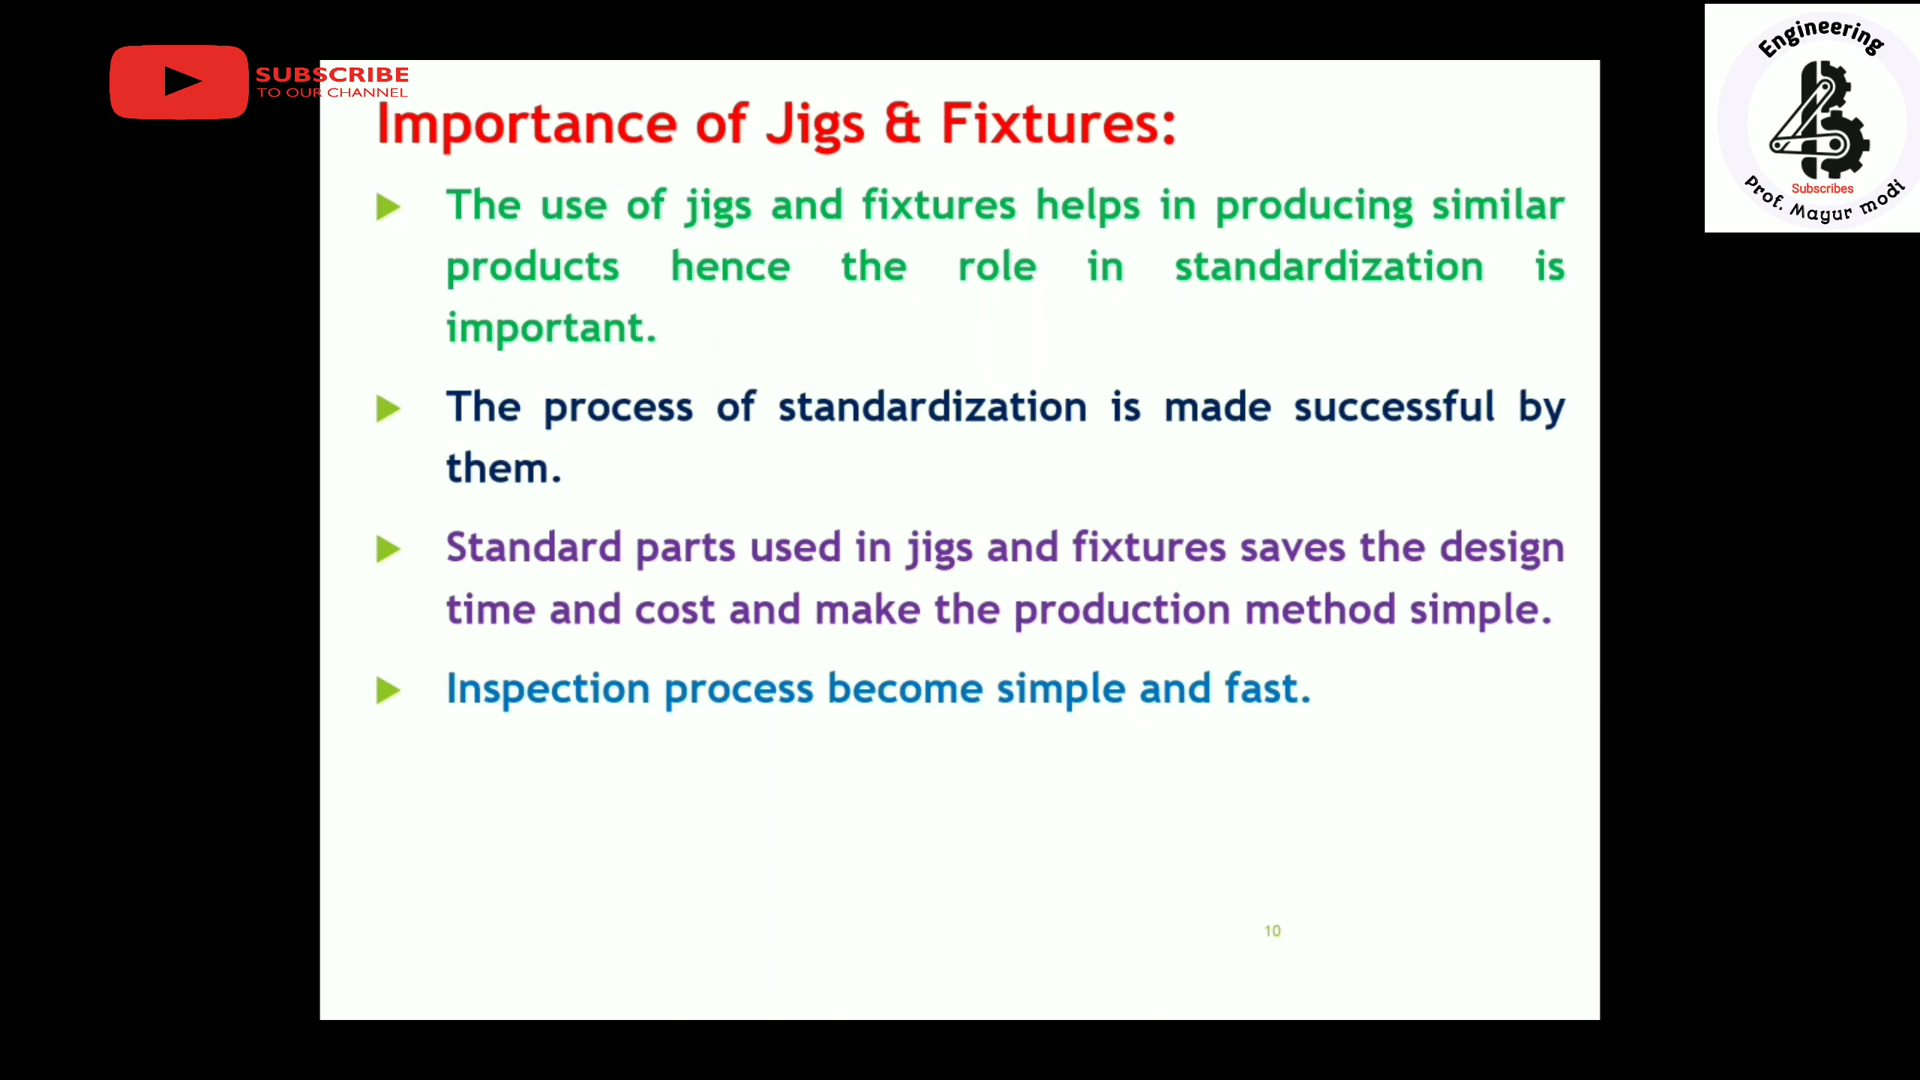 SUBSCRIBE
TO OUR CHANNEL
Engineering
Subscribes
Prof. Mayur modi
Importance of Jigs & Fixtures:
The use of jigs and fixtures helps in producing similar
products hence the role in standardization is
important.
The process of standardization is made successful by
them.
Standard parts used in jigs and fixtures saves the design
time and cost and make the production method simple.
Inspection process become simple and fast.
10